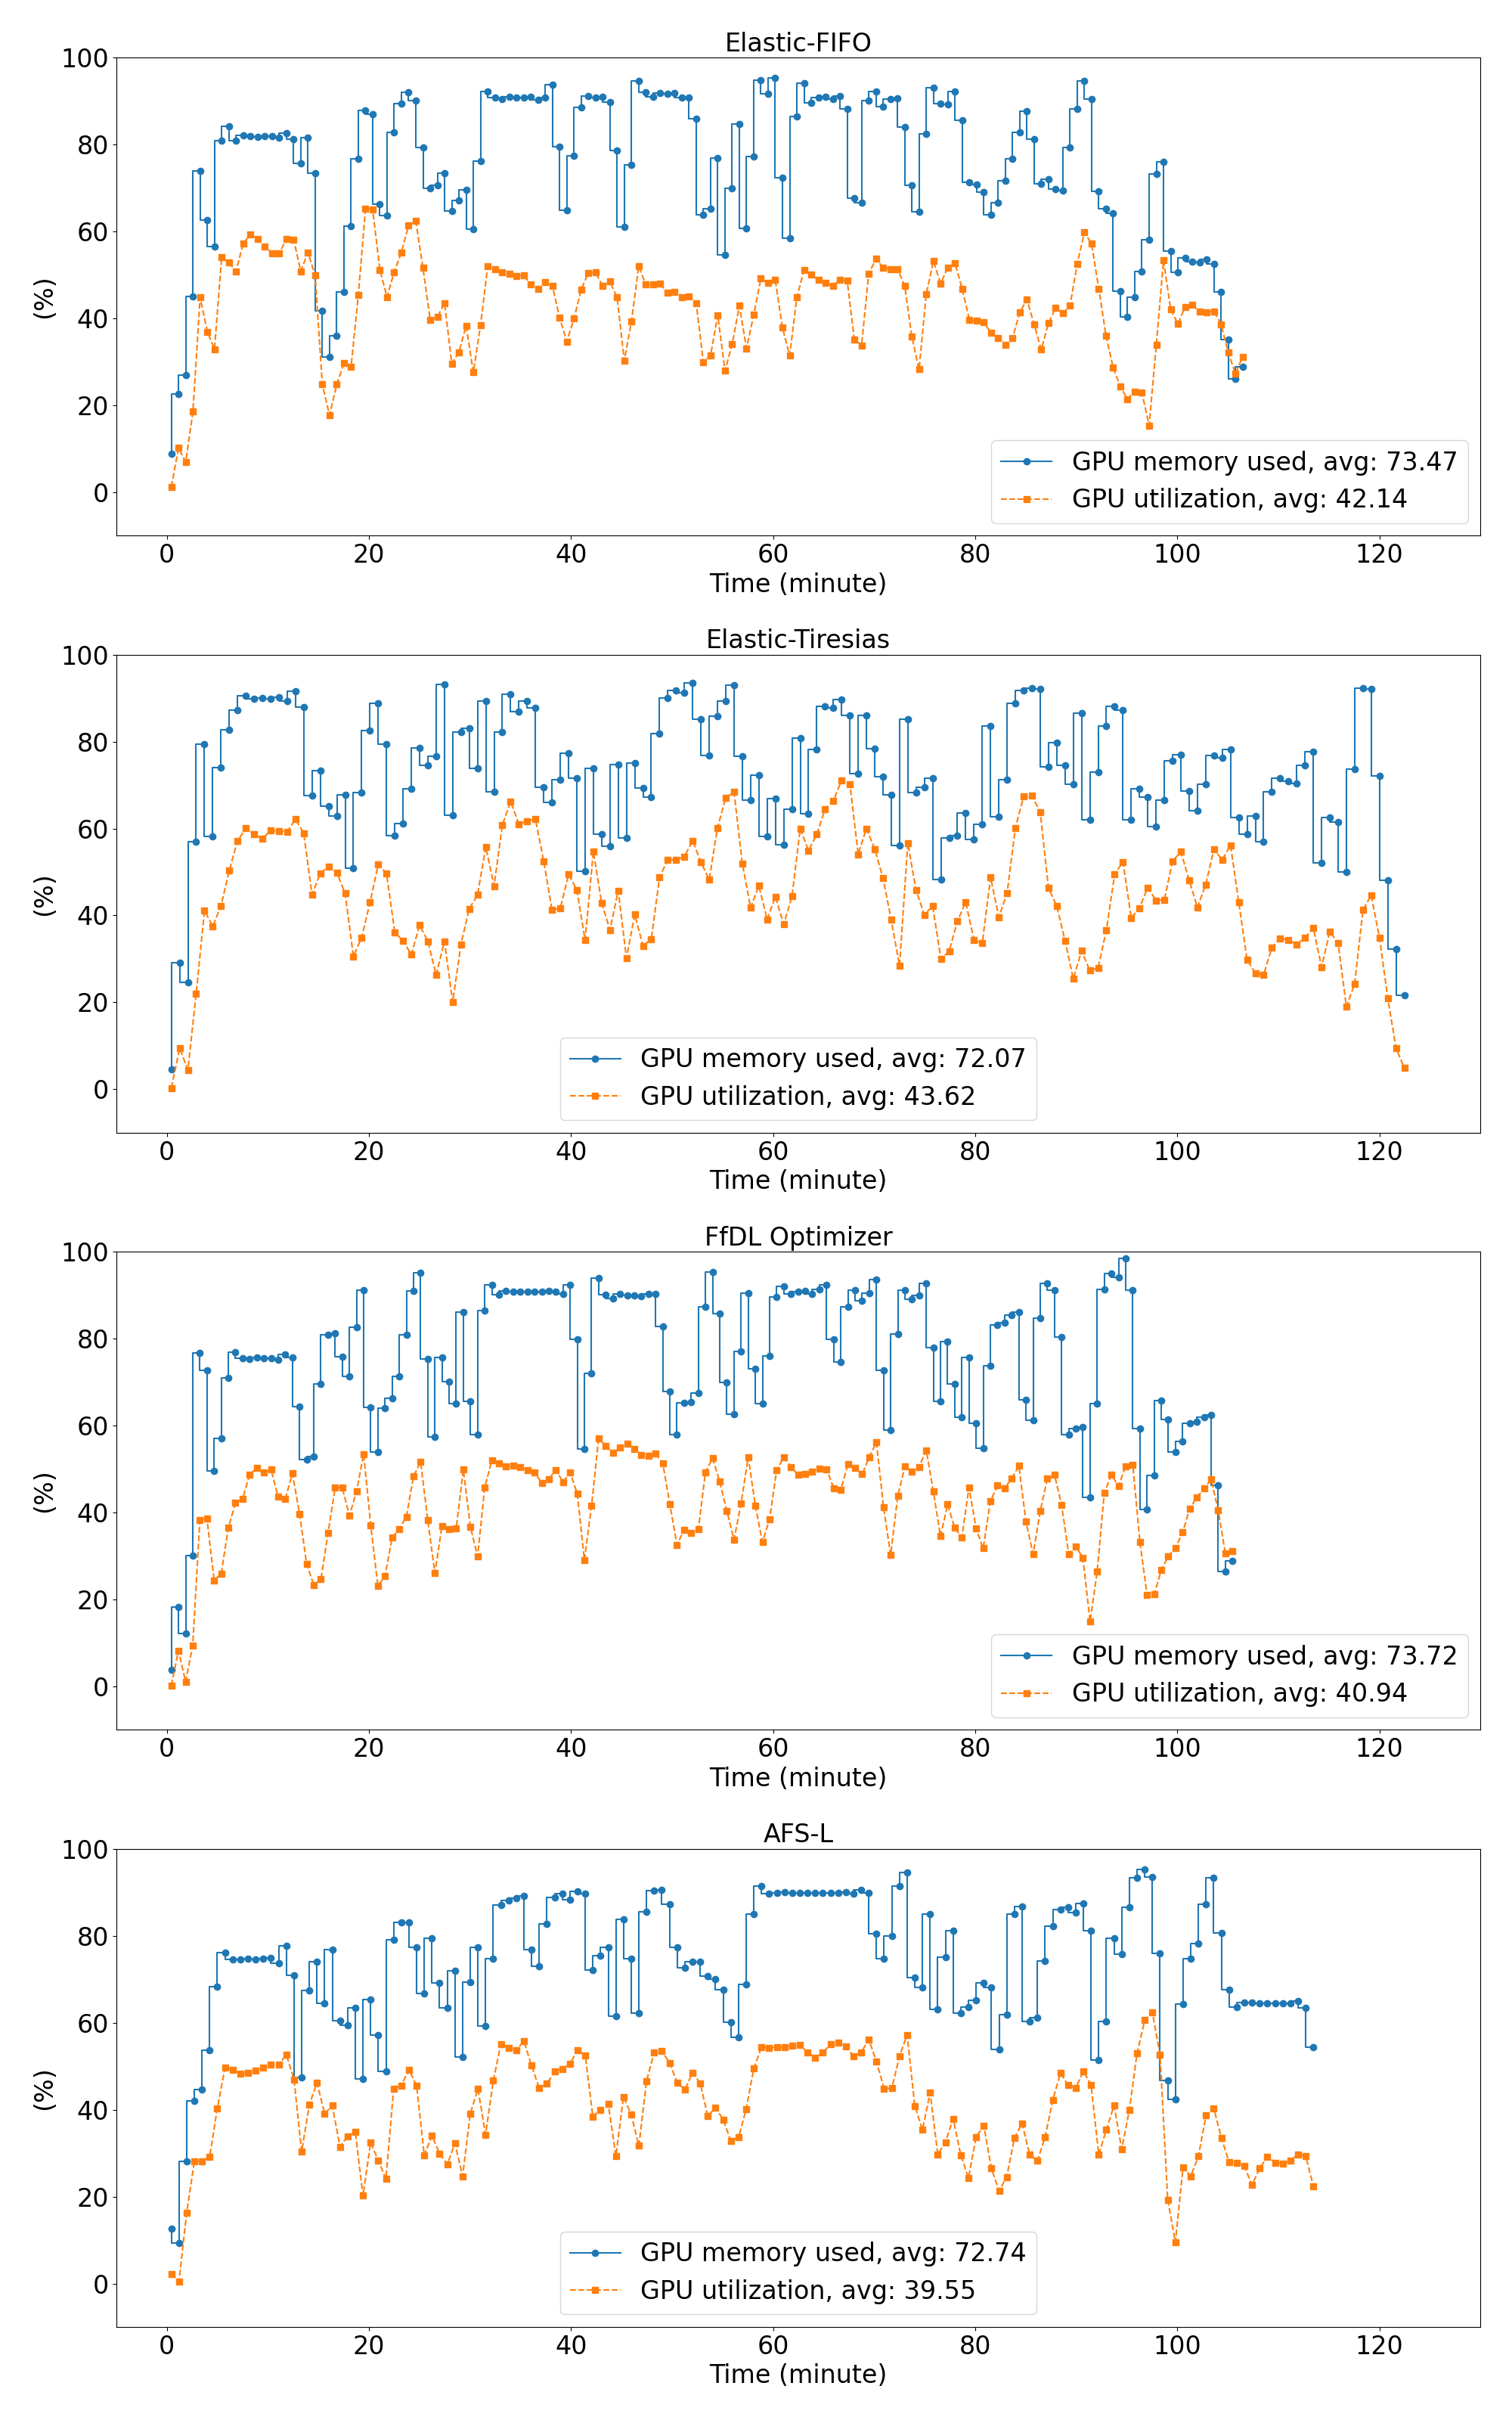 Elastic-FIFO
100
80
60
40
20
0
(%)
GPU memory used, avg: 73.47
GPU utilization, avg: 42.14
0 20 40 60 80 100 120
Time (minute)
Elastic-Tiresias
100
80
60
40
20
0
(%)
GPU memory used, avg: 72.07
GPU utilization, avg: 43.62
0 20 40 60 80 100 120
Time (minute)
FfDL Optimizer
100
80
60
40
20
0
(%)
GPU memory used, avg: 73.72
GPU utilization, avg: 40.94
0 20 40 60 80 100 120
Time (minute)
AFS-L
100
80
60
40
20
0
(%)
GPU memory used, avg: 72.74
GPU utilization, avg: 39.55
0 20 40 60 80 100 120
Time (minute)